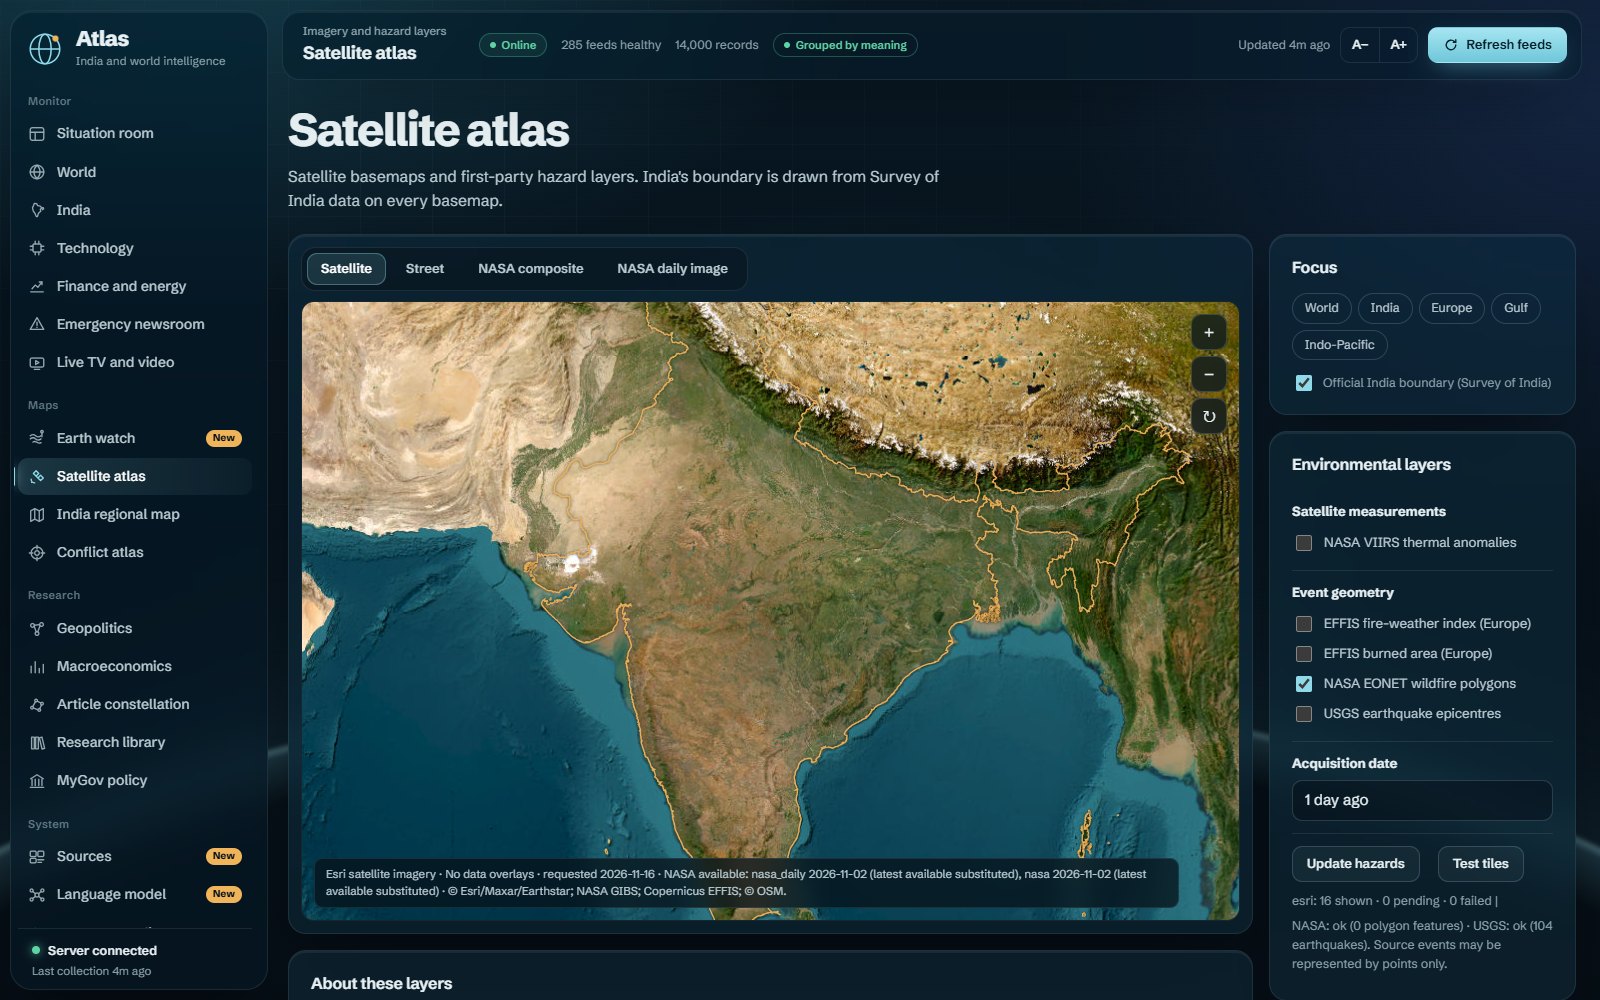 Atlas
India and world intelligence
Monitor
Situation room
World
India
Technology
Finance and energy
Emergency newsroom
Live TV and video
Maps
Earth watch New
Satellite atlas
India regional map
Conflict atlas
Research
Geopolitics
Macroeconomics
Article constellation
Research library
MyGov policy
System
Sources New
Language model New
Server connected
Last collection 4m ago
Imagery and hazard layers
Satellite atlas
Online
285 feeds healthy
14,000 records
Grouped by meaning
Updated 4m ago
A− A+
Refresh feeds
Satellite atlas
Satellite basemaps and first-party hazard layers. India's boundary is drawn from Survey of
India data on every basemap.
Satellite Street NASA composite NASA daily image
+
−
↻
Esri satellite imagery · No data overlays · requested 2026-11-16 · NASA available: nasa_daily 2026-11-02 (latest available substituted), nasa 2026-11-02 (latest
available substituted) · © Esri/Maxar/Earthstar; NASA GIBS; Copernicus EFFIS; © OSM.
About these layers
Focus
World India Europe Gulf
Indo-Pacific
Official India boundary (Survey of India)
Environmental layers
Satellite measurements
NASA VIIRS thermal anomalies
Event geometry
EFFIS fire-weather index (Europe)
EFFIS burned area (Europe)
NASA EONET wildfire polygons
USGS earthquake epicentres
Acquisition date
1 day ago
Update hazards Test tiles
esri: 16 shown · 0 pending · 0 failed |
NASA: ok (0 polygon features) · USGS: ok (104
earthquakes). Source events may be
represented by points only.